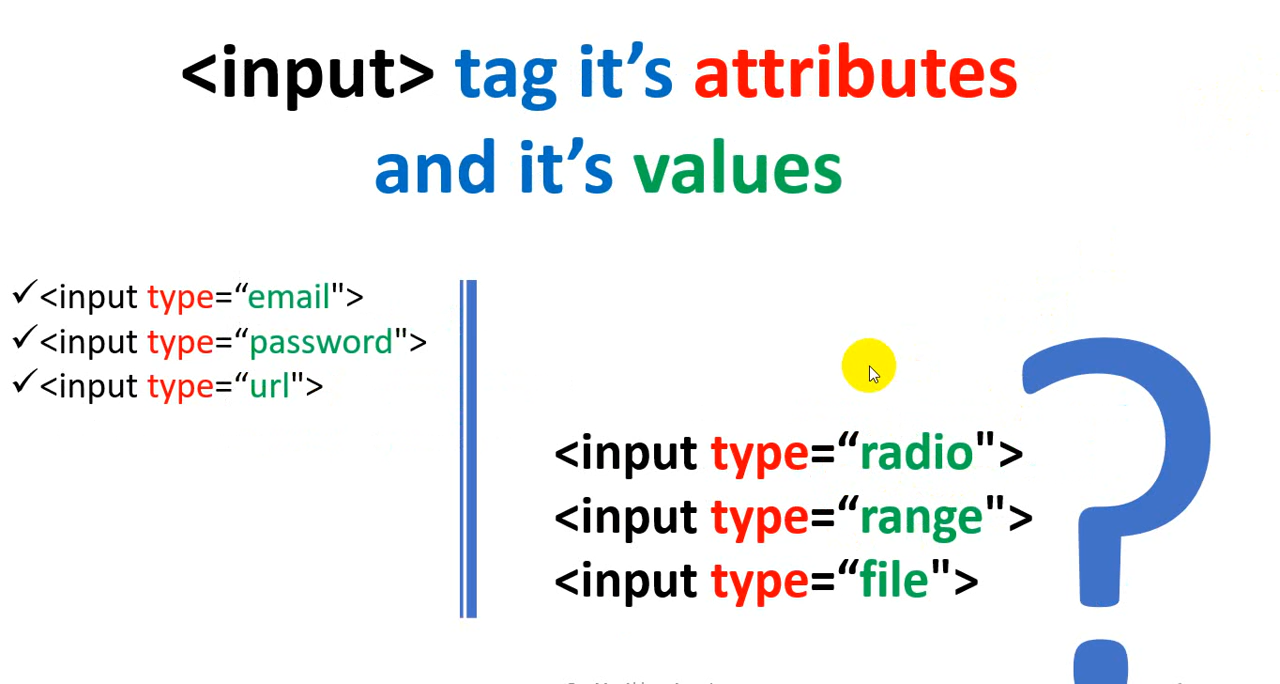 <input> tag it’s attributes
and it’s values
✓<input type=“email">
✓<input type=“password">
✓<input type=“url">
<input type=“radio">
<input type=“range">
<input type=“file">
?